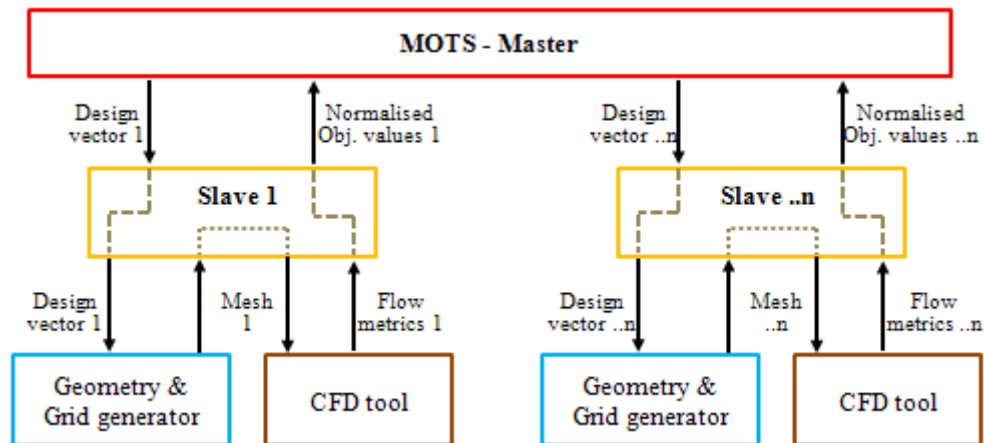 MOTS - Master
Design
vector 1
Normalised
Obj. values 1
Design
vector ..n
Normalised
Obj. values ..n
Slave 1
Slave ..n
Design
vector 1
Mesh
1
Flow
metrics 1
Design
vector ..n
Mesh
..n
Flow
metrics ..n
Geometry &
Grid generator
CFD tool
Geometry &
Grid generator
CFD tool